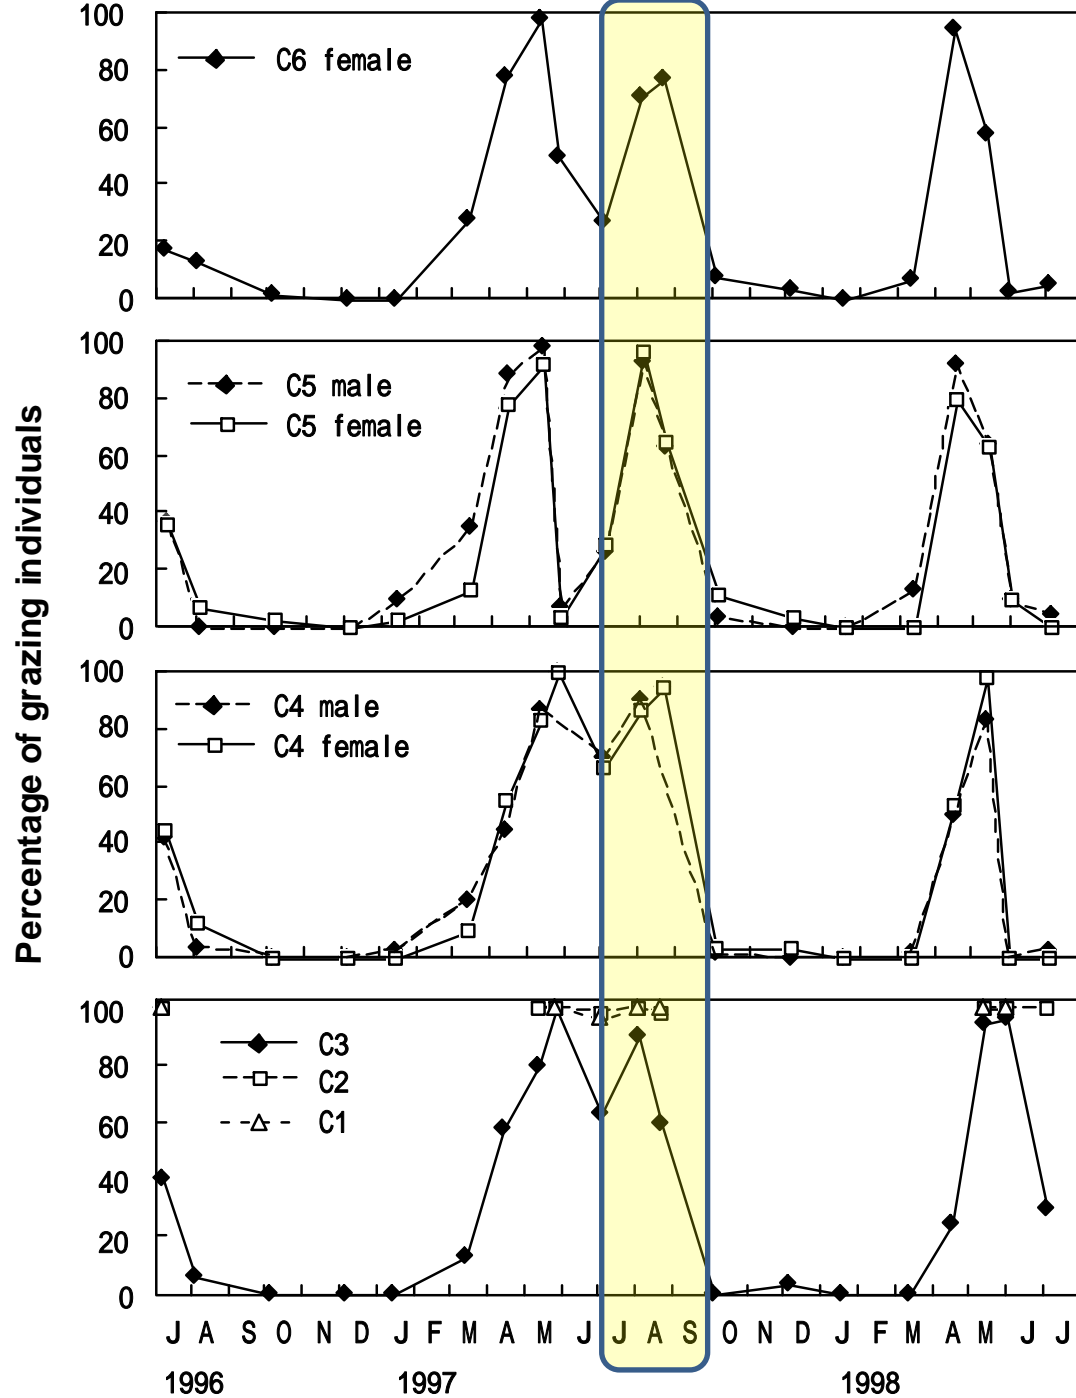 Percentage of grazing individuals
100
80
60
40
20
0
C6 female
100
80
60
40
20
0
C5 male
C5 female
100
80
60
40
20
0
C4 male
C4 female
100
80
60
40
20
0
C3
C2
C1
J A S O N D J F M A M J J A S O N D J F M A M J J
1996 1997 1998